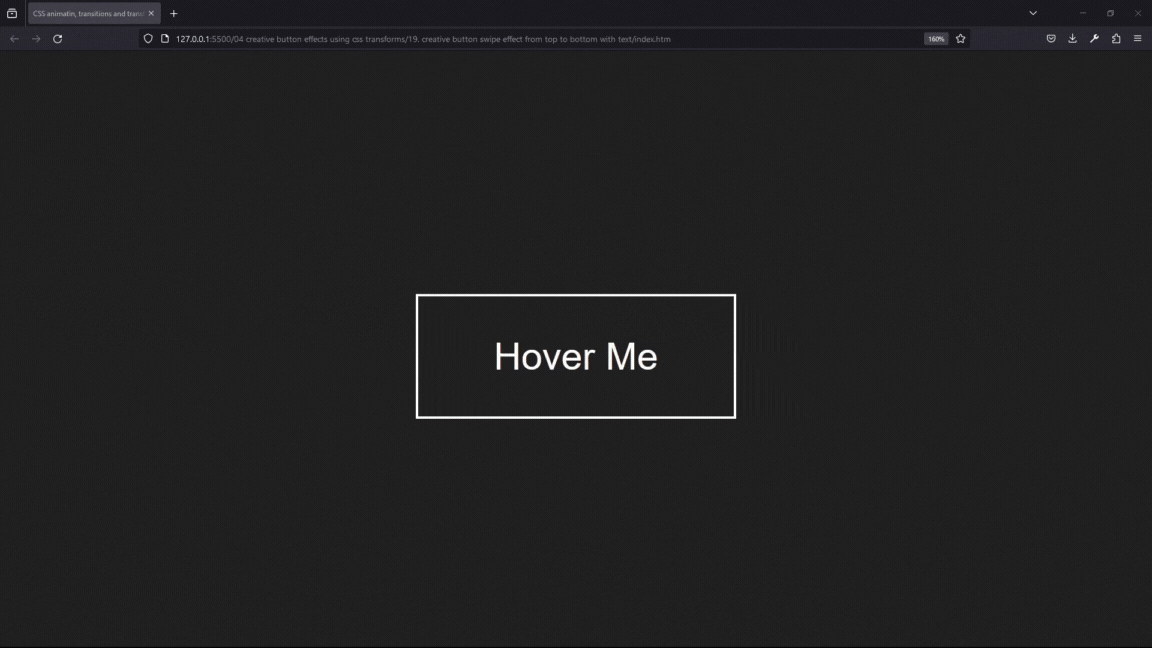 CSS animatin, transitions and trans
127.0.0.1:5500/04 creative button effects using css transforms/19. creative button swipe effect from top to bottom with test/index.htm
160%
Hover Me